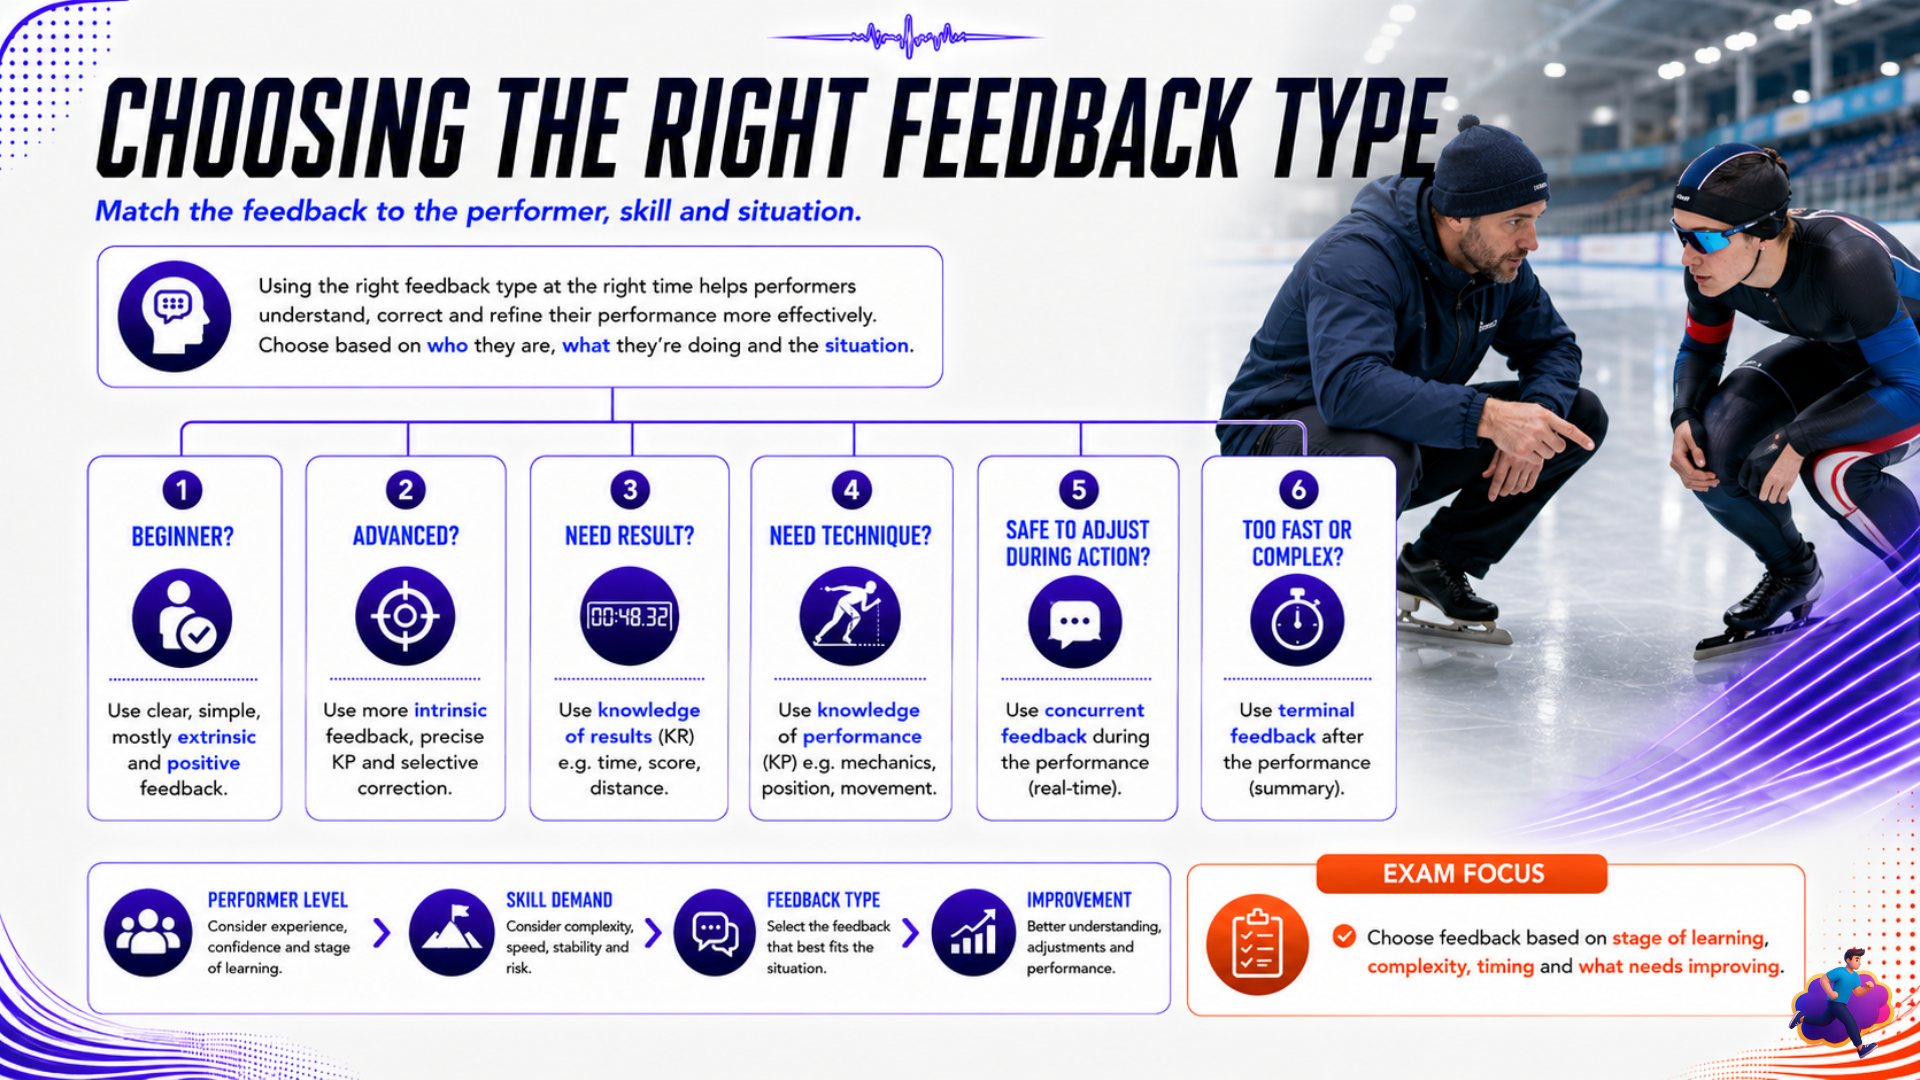 CHOOSING THE RIGHT FEEDBACK TYPE
Match the feedback to the performer, skill and situation.
Using the right feedback type at the right time helps performers
understand, correct and refine their performance more effectively.
Choose based on who they are, what they're doing and the situation.
1
BEGINNER?
Use clear, simple,
mostly extrinsic
and positive
feedback.
2
ADVANCED?
Use more intrinsic
feedback, precise
KP and selective
correction.
3
NEED RESULT?
00:48.32
Use knowledge
of results (KR)
e.g. time, score,
distance.
4
NEED TECHNIQUE?
Use knowledge
of performance
(KP) e.g. mechanics,
position, movement.
5
SAFE TO ADJUST
DURING ACTION?
Use concurrent
feedback during
the performance
(real-time).
6
TOO FAST OR
COMPLEX?
Use terminal
feedback after
the performance
(summary).
PERFORMER LEVEL
Consider experience,
confidence and stage
of learning.
SKILL DEMAND
Consider complexity,
speed, stability and
risk.
FEEDBACK TYPE
Select the feedback
that best fits the
situation.
IMPROVEMENT
Better understanding,
adjustments and
performance.
EXAM FOCUS
Choose feedback based on stage of learning,
complexity, timing and what needs improving.